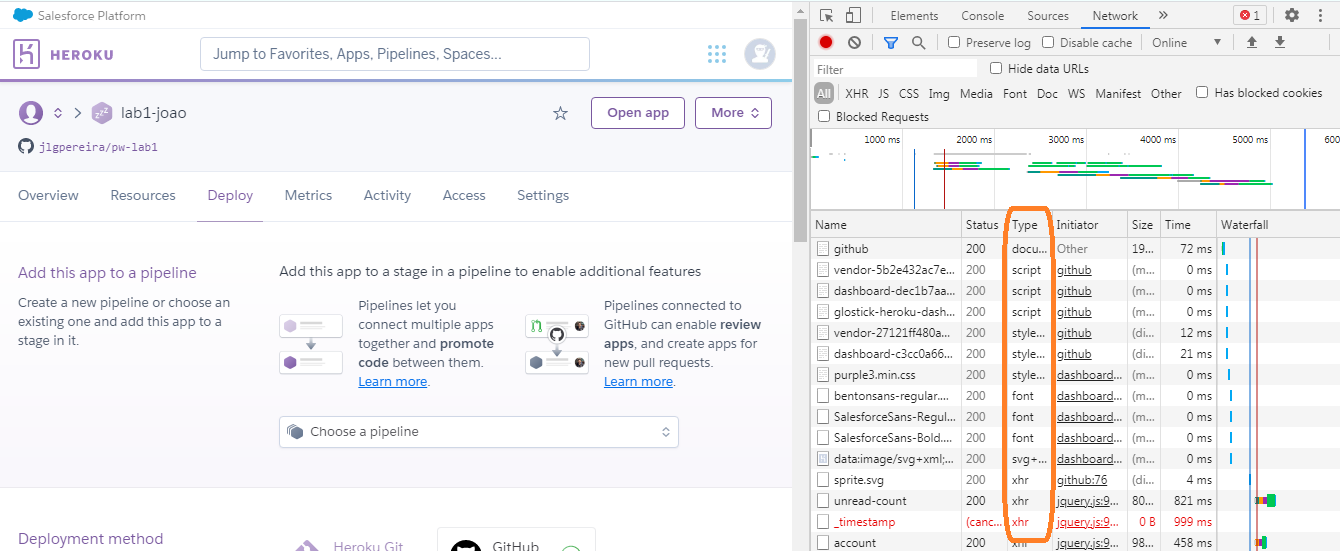 Salesforce Platform
HEROKU
Jump to Favorites, Apps, Pipelines, Spaces...
lab1-joao
Open app
More
jlgpereira/pw-lab1
Overview Resources Deploy Metrics Activity Access Settings
Add this app to a pipeline
Create a new pipeline or choose an
existing one and add this app to a
stage in it.
Add this app to a stage in a pipeline to enable additional features
Pipelines let you
connect multiple apps
together and promote
code between them.
Learn more.
Pipelines connected to
GitHub can enable review
apps, and create apps for
new pull requests.
Learn more.
Choose a pipeline
Deployment method
Heroku Git
GitHub
Elements Console Sources Network » 1
Preserve log Disable cache Online
Filter Hide data URLs
All XHR JS CSS Img Media Font Doc WS Manifest Other Has blocked cookies
Blocked Requests
1000 ms 2000 ms 3000 ms 4000 ms 5000 ms 600
Name Status Type Initiator Size Time Waterfall
github 200 docu... Other 19... 72 ms
vendor-5b2e432ac7e... 200 script github (m... 0 ms
dashboard-dec1b7aa... 200 script github (m... 0 ms
glostick-heroku-dash... 200 script github (m... 0 ms
vendor-27121ff480a... 200 style... github (di... 12 ms
dashboard-c3cc0a66... 200 style... github (di... 21 ms
purple3.min.css 200 style... dashboard... (m... 0 ms
bentonsans-regular.... 200 font dashboard... (m... 0 ms
SalesforceSans-Regul... 200 font dashboard... (m... 0 ms
SalesforceSans-Bold.... 200 font dashboard... (m... 0 ms
data:image/svg+xml;... 200 svg+... dashboard... (m... 0 ms
sprite.svg 200 xhr github:76 (di... 4 ms
unread-count 200 xhr jquery.js:9... 80... 821 ms
_timestamp (canc... xhr jquery.js:9... 0 B 999 ms
account 200 xhr jquery.js:9... 98... 458 ms